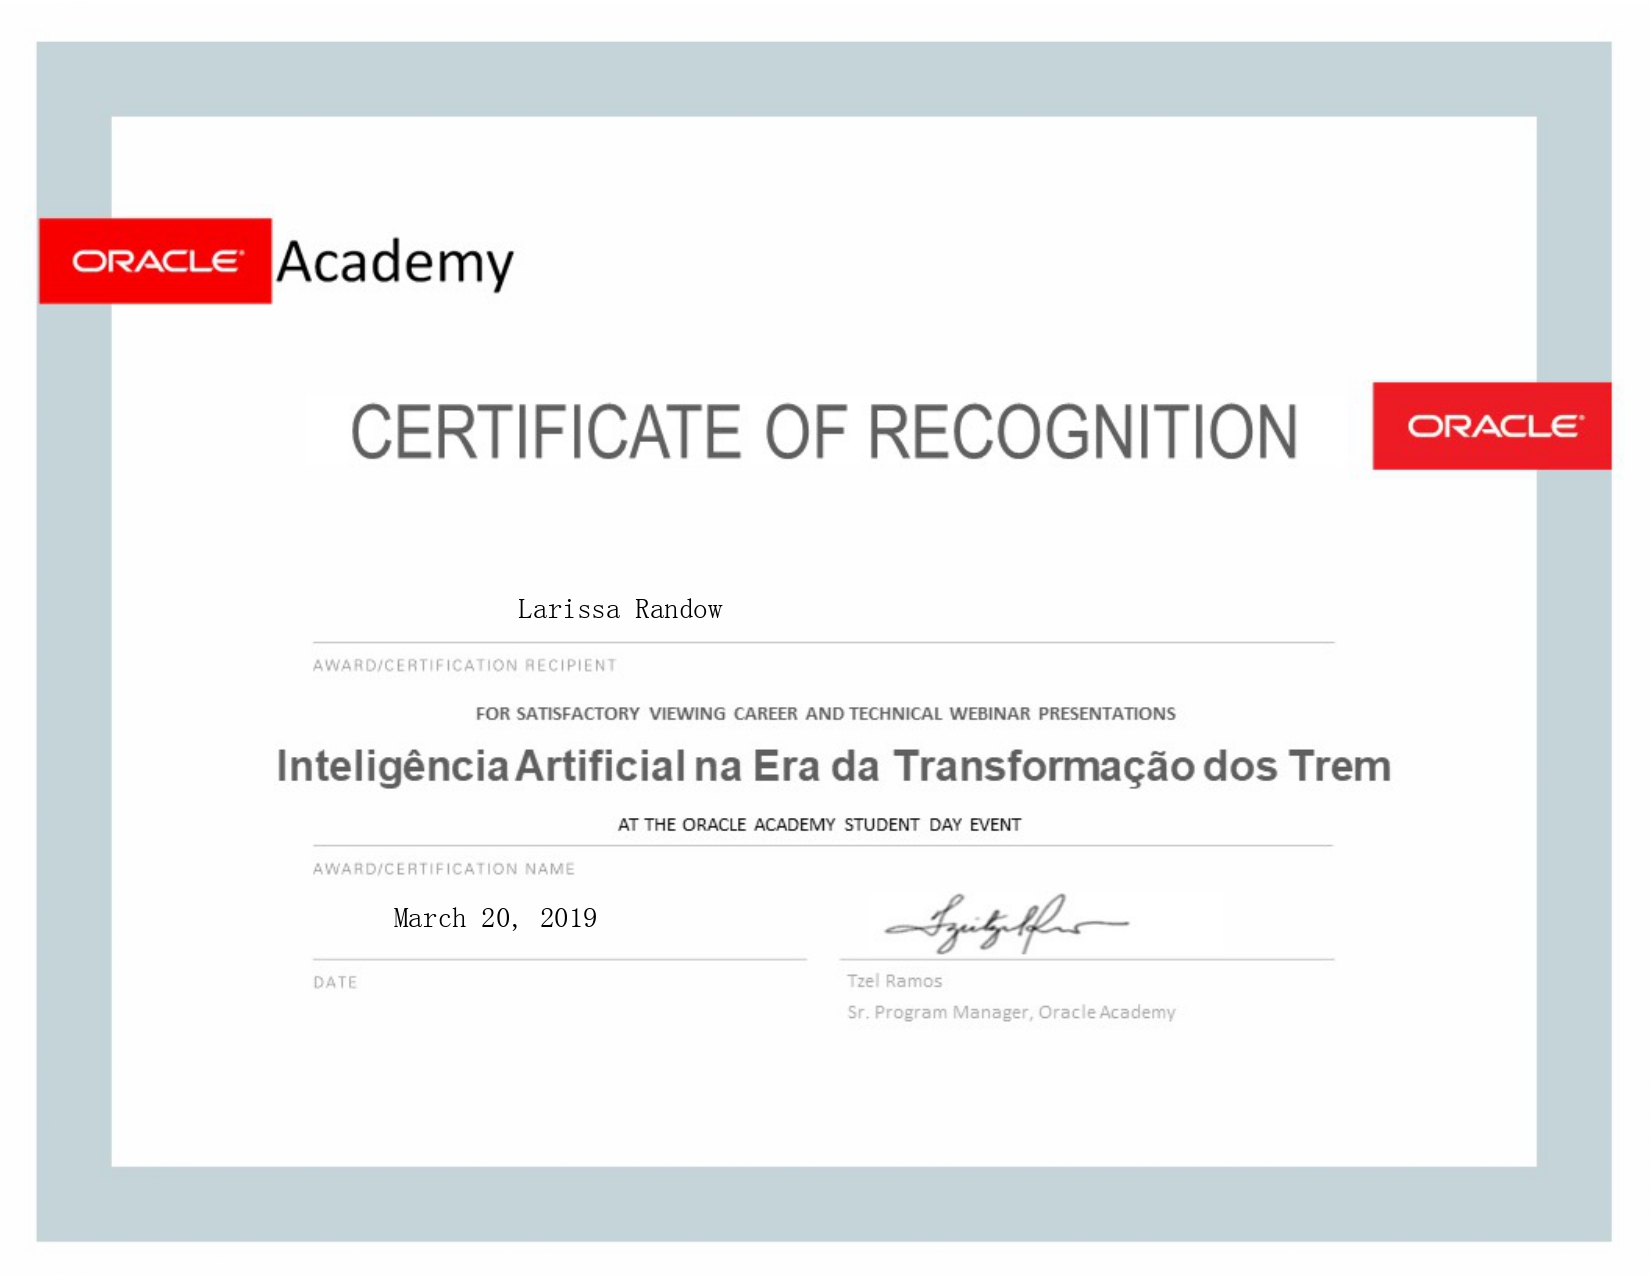 ORACLE® Academy
CERTIFICATE OF RECOGNITION
ORACLE®
Larissa Randow
AWARD/CERTIFICATION RECIPIENT
FOR SATISFACTORY VIEWING CAREER AND TECHNICAL WEBINAR PRESENTATIONS
Inteligência Artificial na Era da Transformação dos Trem
AT THE ORACLE ACADEMY STUDENT DAY EVENT
AWARD/CERTIFICATION NAME
March 20, 2019
DATE
Tzel Ramos
Sr. Program Manager, Oracle Academy